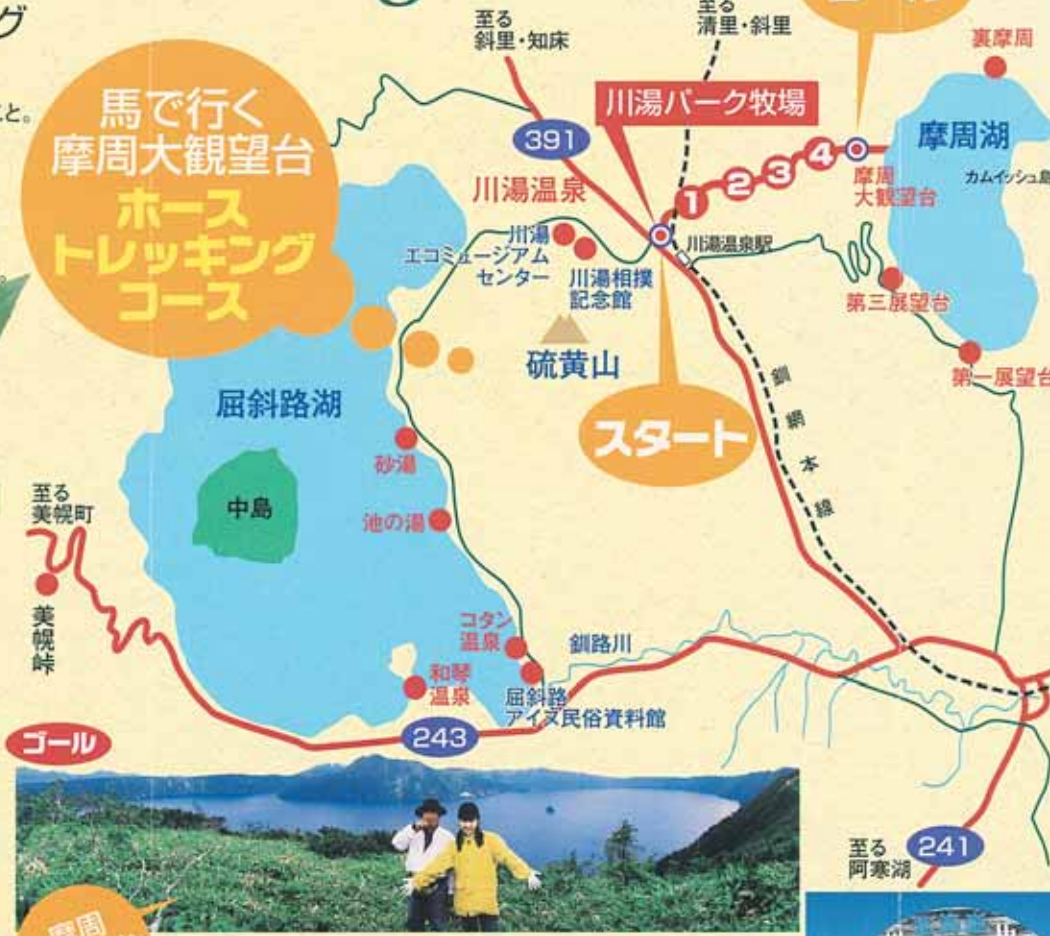 グ
こと。
馬で行く
摩周大観望台
ホース
トレッキング
コース
至る
斜里・知床
至る
清里・斜里
裏摩周
川湯パーク牧場
391
摩周湖
カムイッシュ島
川湯温泉
1
2
3
4
摩周
大観望台
川湯
エコミュージアム
センター
川湯相撲
記念館
川湯温泉駅
第三展望台
硫黄山
第一展望台
スタート
釧網本線
屈斜路湖
砂湯
中島
池の湯
至る
美幌町
美幌峠
コタン
温泉
釧路川
和琴
温泉
屈斜路
アイヌ民俗資料館
243
ゴール
至る
阿寒湖
241
摩周